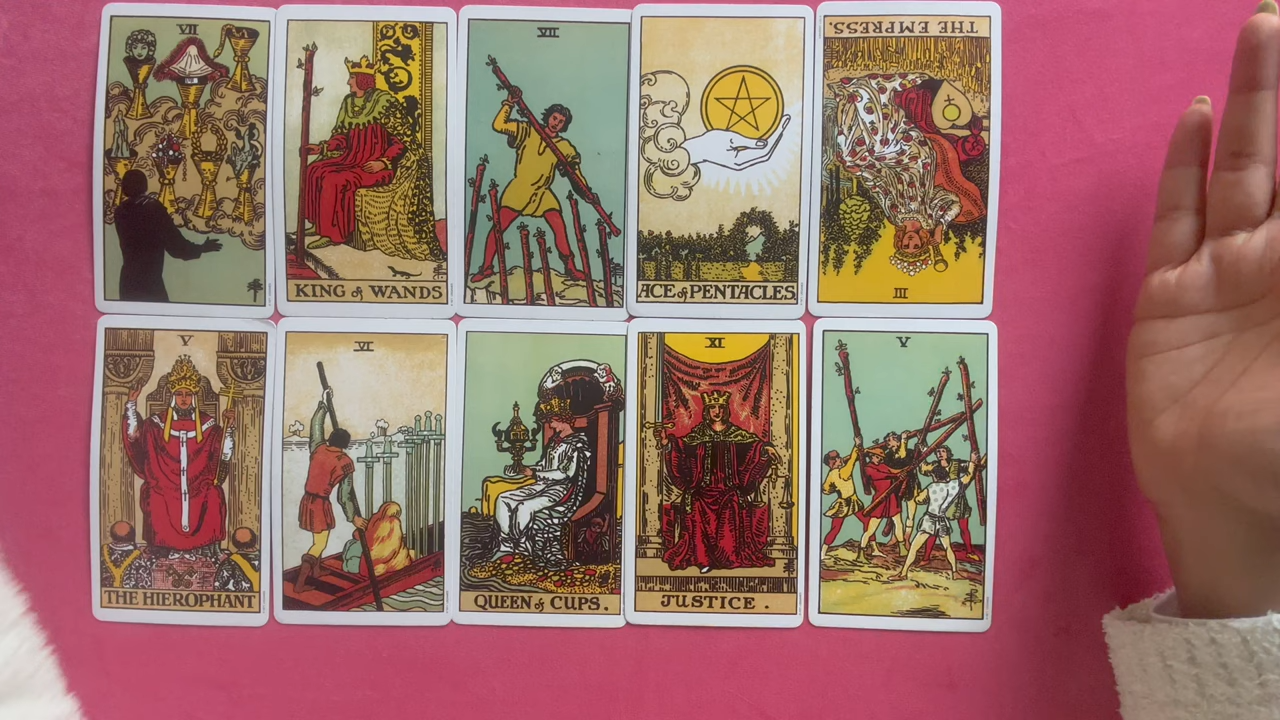 VII
KING of WANDS
VII
ACE of PENTACLES.
THE EMPRESS.
III
V
THE HIEROPHANT
VI
QUEEN of CUPS.
XI
JUSTICE .
V